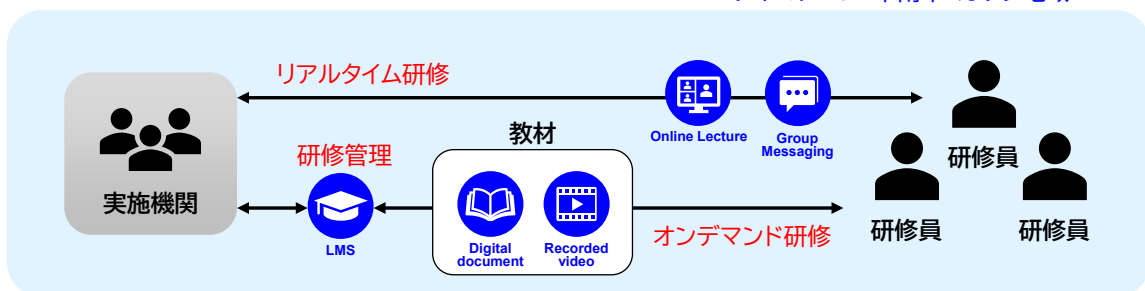 リアルタイム研修
Online Lecture
Group
Messaging
研修員
教材
研修管理
実施機関
LMS
Digital
document
Recorded
video
オンデマンド研修
研修員
研修員